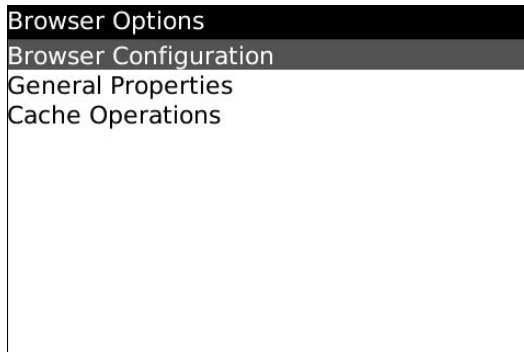 Browser Options
Browser Configuration
General Properties
Cache Operations